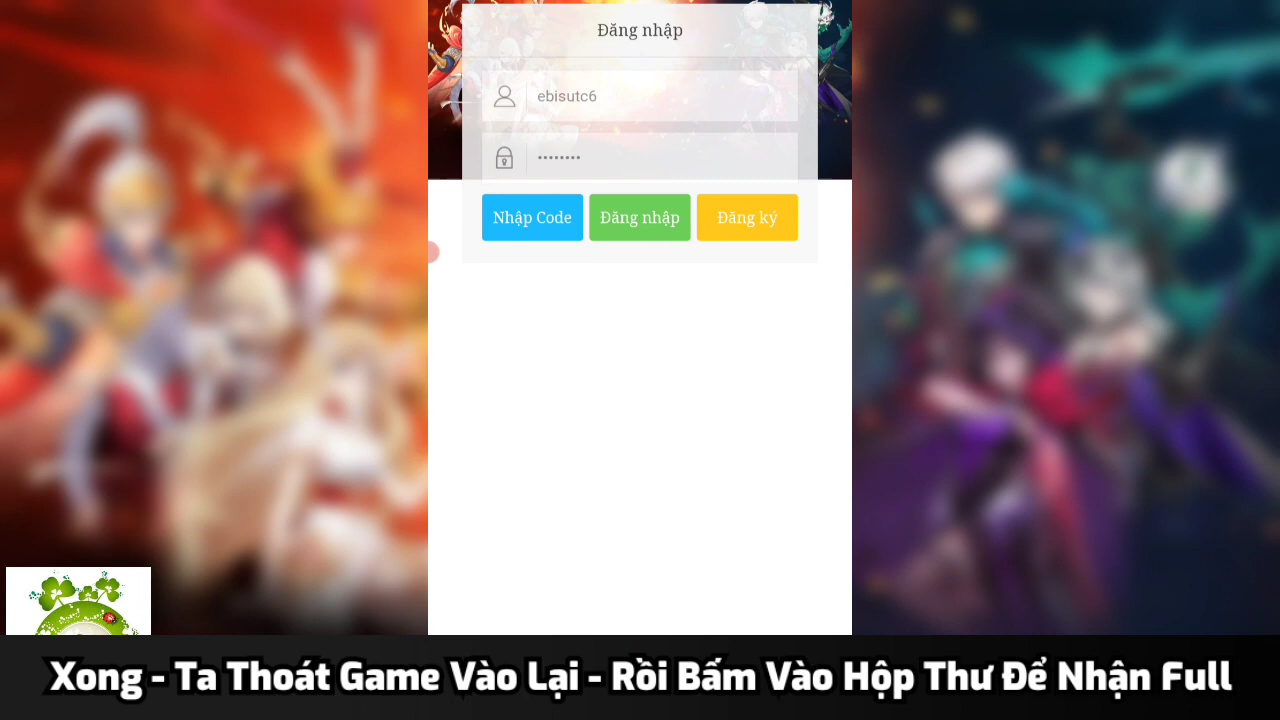 Đăng nhập
ebisutc6
••••••••
Nhập Code
Đăng nhập
Đăng ký
Xong - Ta Thoát Game Vào Lại - Rồi Bấm Vào Hộp Thư Để Nhận Full